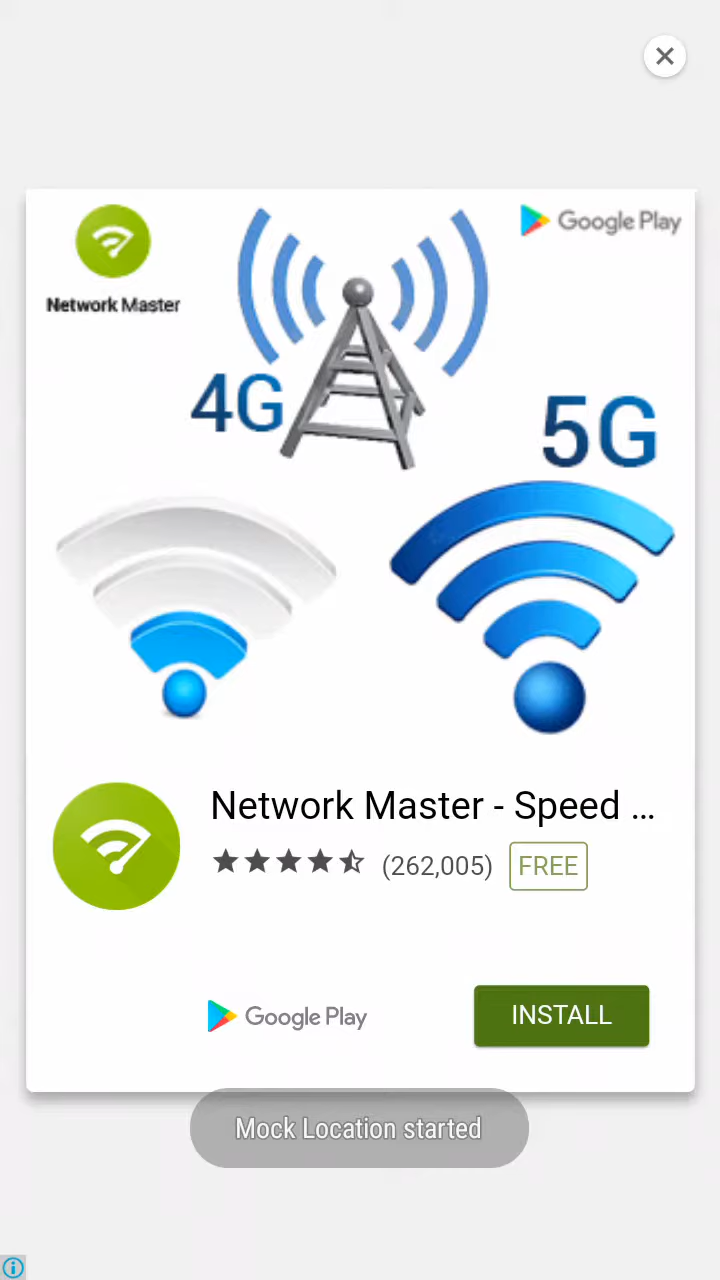 Google Play
Network Master
4G
5G
Network Master - Speed ...
(262,005) FREE
Google Play
INSTALL
Mock Location started